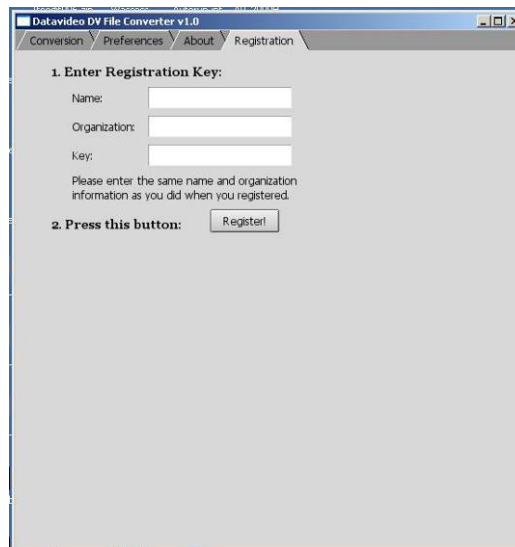 Datavideo DV File Converter v1.0
Conversion Preferences About Registration
1. Enter Registration Key:
Name:
Organization:
Key:
Please enter the same name and organization
information as you did when you registered.
2. Press this button: Register!